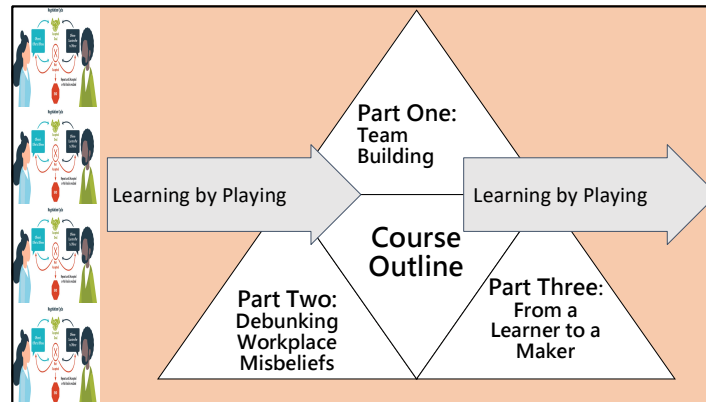 Part One:
Team
Building
Learning by Playing
Learning by Playing
Course
Outline
Part Two:
Debunking
Workplace
Misbeliefs
Part Three:
From a
Learner to a
Maker